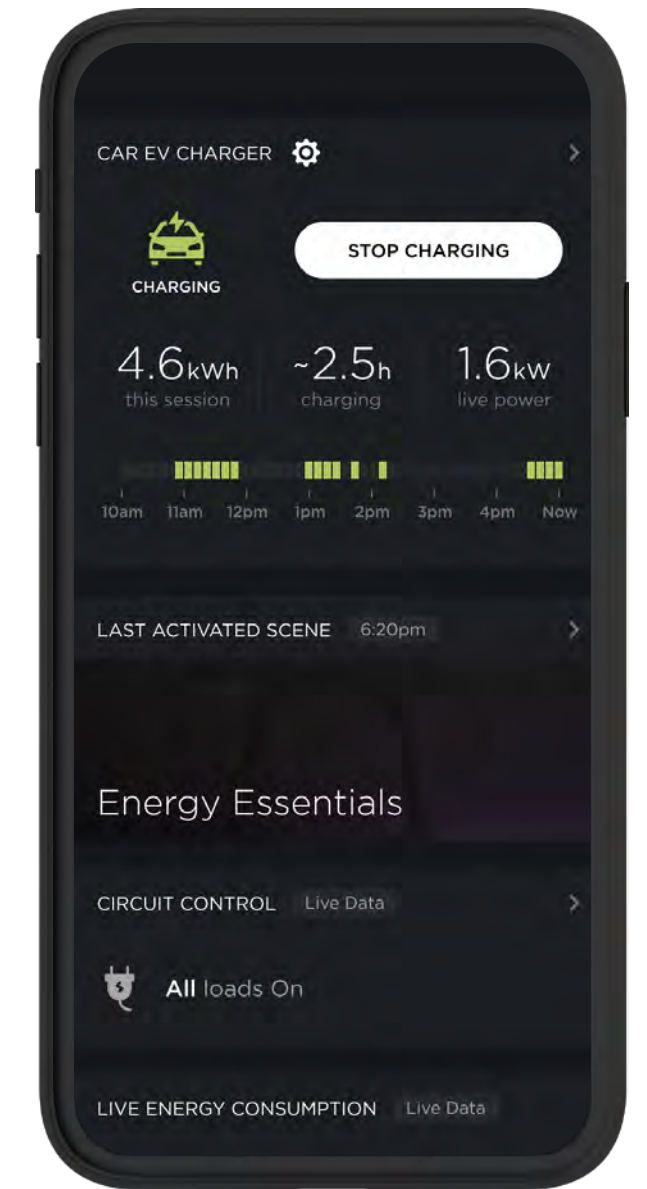 CAR EV CHARGER
STOP CHARGING
CHARGING
4.6kWh ~2.5h 1.6kW
this session charging live power
10am 11am 12pm 1pm 2pm 3pm 4pm Now
LAST ACTIVATED SCENE 6:20pm
Energy Essentials
CIRCUIT CONTROL Live Data
All loads On
LIVE ENERGY CONSUMPTION Live Data